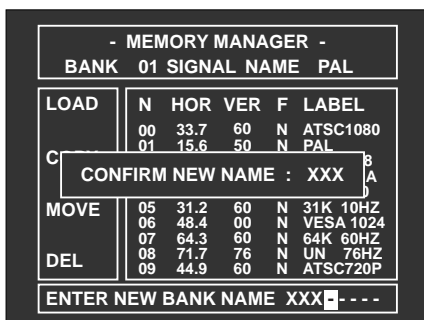 - MEMORY MANAGER -
BANK 01 SIGNAL NAME PAL
LOAD
N HOR VER F LABEL
00 33.7 60 N ATSC1080
01 15.6 50 N PAL
CONFIRM NEW NAME : XXX
MOVE
05 31.2 60 N 31K 10HZ
06 48.4 00 N VESA 1024
07 64.3 60 N 64K 60HZ
DEL
08 71.7 76 N UN 76HZ
09 44.9 60 N ATSC720P
ENTER NEW BANK NAME XXX - - - - -